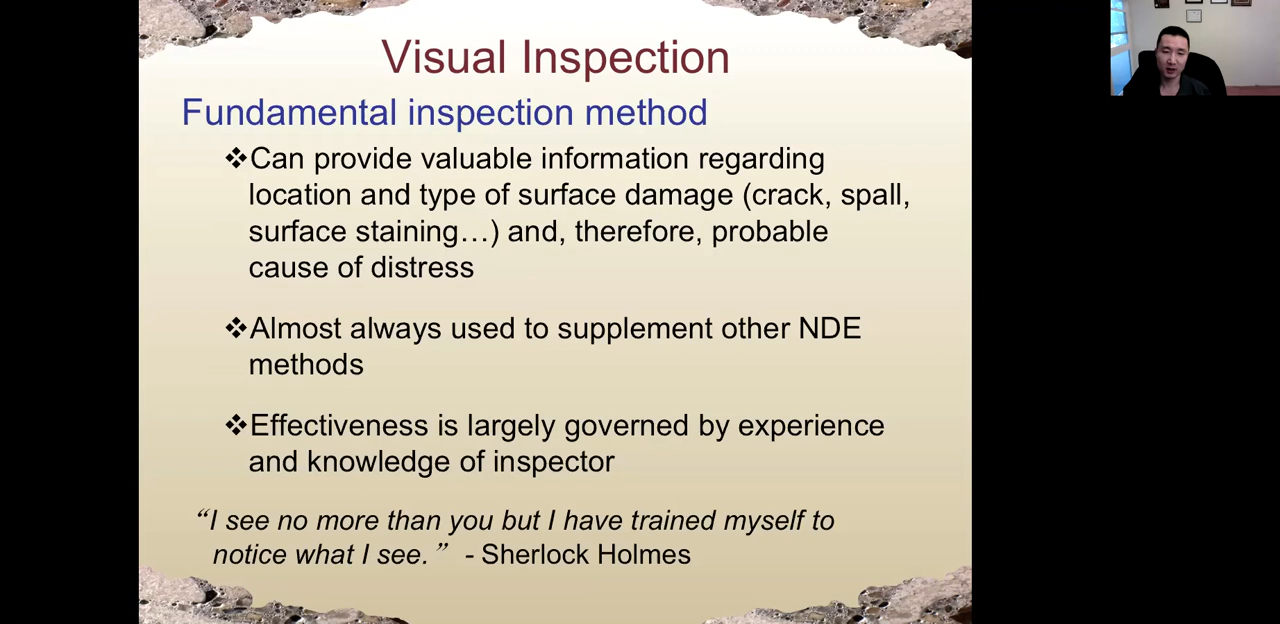 Visual Inspection
Fundamental inspection method
❖Can provide valuable information regarding
location and type of surface damage (crack, spall,
surface staining…) and, therefore, probable
cause of distress
❖Almost always used to supplement other NDE
methods
❖Effectiveness is largely governed by experience
and knowledge of inspector
“I see no more than you but I have trained myself to
notice what I see.” - Sherlock Holmes